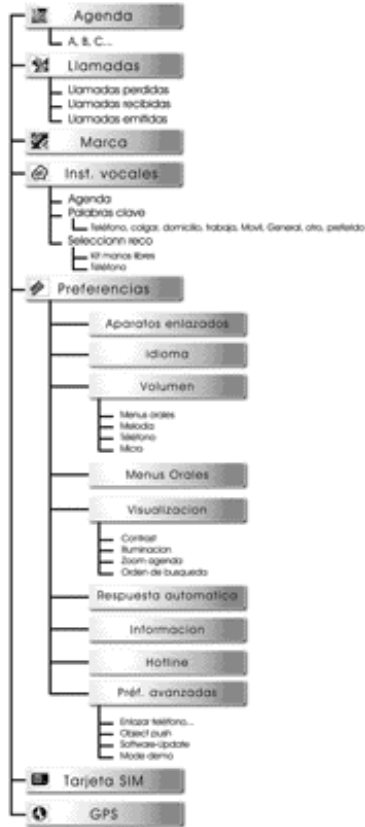 Agenda
A, B, C...
Llamadas
Llamadas perdidas
Llamadas recibidas
Llamadas emitidas
Marca
Inst. vocales
Agenda
Palabras clave
Teléfono, colgar, domicilio, trabajo, Movil, General, otro, preferido
Seleccionn reco
Kit manos libres
Teléfono
Preferencias
Aparatos enlazados
Idioma
Volumen
Menus orales
Melodia
Teléfono
Micro
Menus Orales
Visualizacion
Contrast
Iluminacion
Zoom agenda
Orden de busqueda
Respuesta automatica
Informacion
Hotline
Préf. avanzadas
Enlazar teléfono...
Object push
Software-Update
Mode demo
Tarjeta SIM
GPS